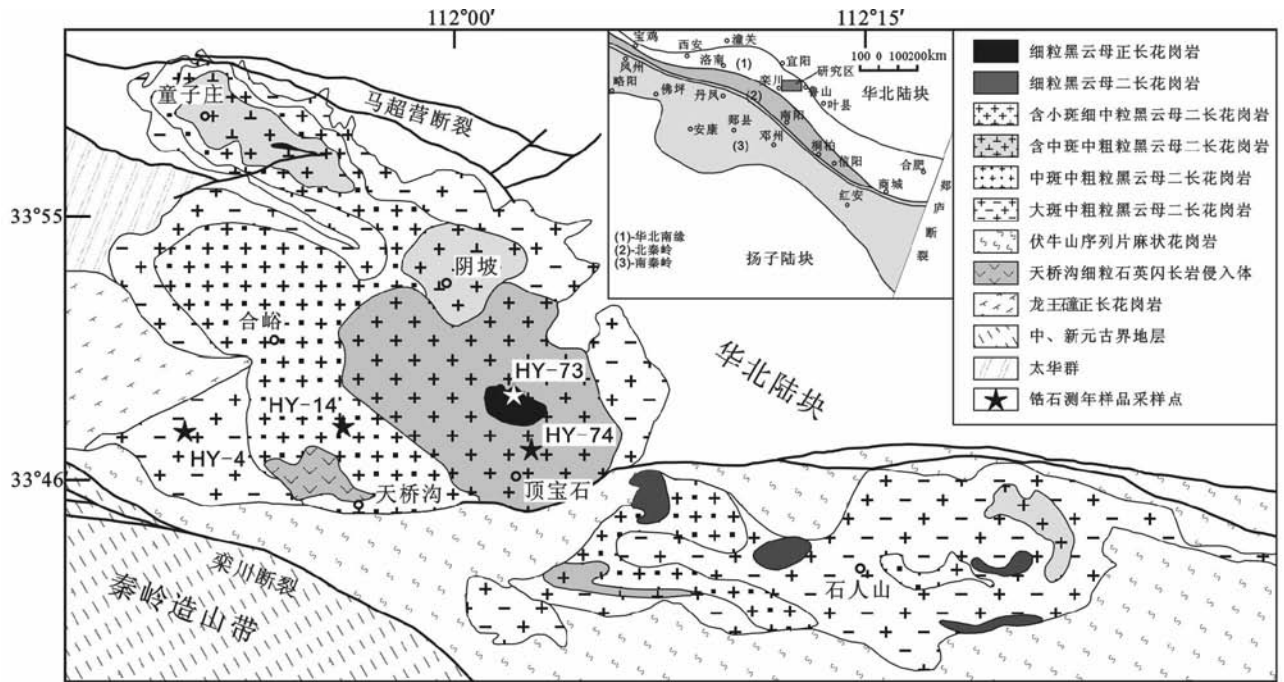 112°00′
112°15′
33°55
33°46
童子庄
马超营断裂
阴坡
合峪
HY-73
HY-14
HY-74
HY-4
顶宝石
天桥沟
栾川断裂
秦岭造山带
华北陆块
石人山
宝鸡
西安
潼关
100 0 100200km
凤州
洛南
(1)
宜阳
研究区
略阳
佛坪
丹凤
(2)
栾川
鲁山
华北陆块
叶县
安康
郧县
南阳
(3)
邓州
桐柏
信阳
合肥
红安
商城
郯庐断裂
(1)-华北南缘
(2)-北秦岭
(3)-南秦岭
扬子陆块
细粒黑云母正长花岗岩
细粒黑云母二长花岗岩
含小斑细中粒黑云母二长花岗岩
含中斑中粗粒黑云母二长花岗岩
中斑中粗粒黑云母二长花岗岩
大斑中粗粒黑云母二长花岗岩
伏牛山序列片麻状花岗岩
天桥沟细粒石英闪长岩侵入体
龙王䃥正长花岗岩
中、新元古界地层
太华群
锆石测年样品采样点